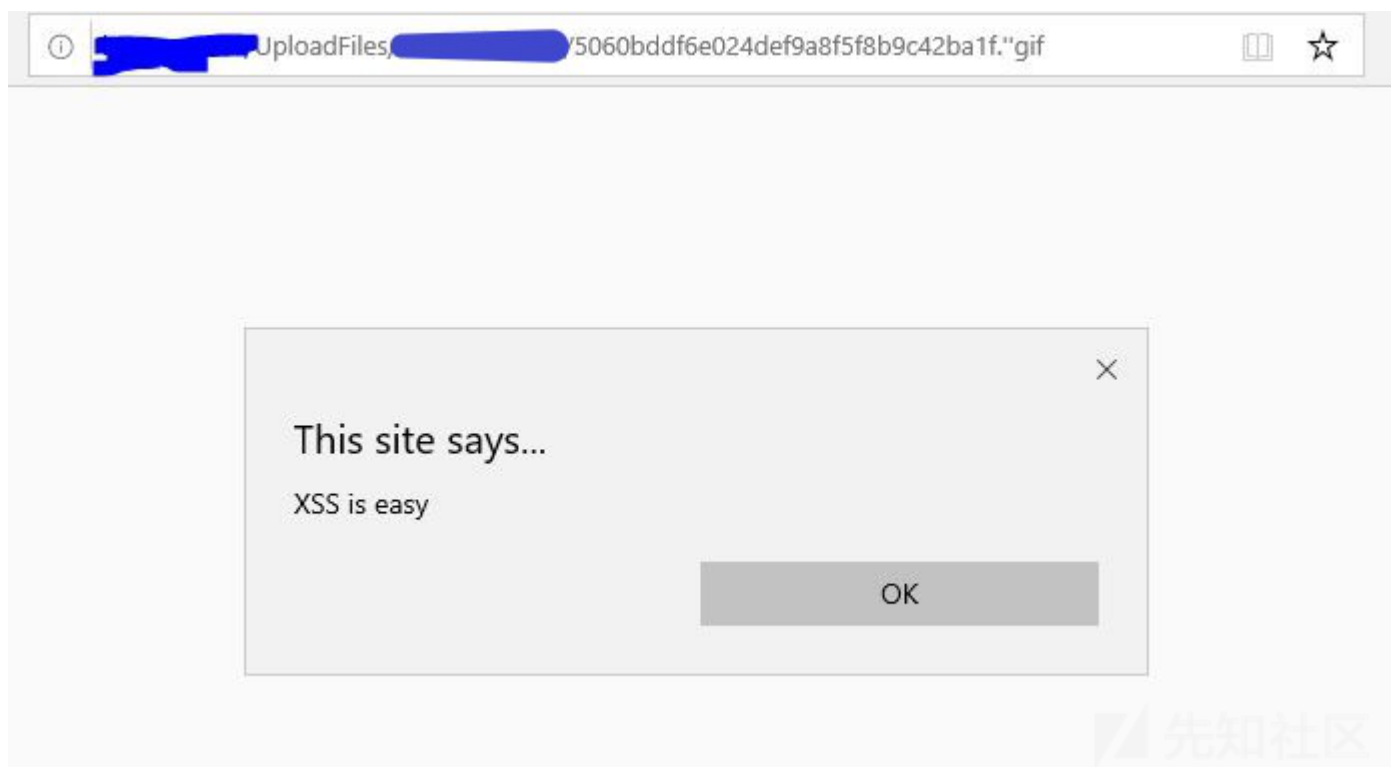 UploadFiles/ /5060bddf6e024def9a8f5f8b9c42ba1f."gif
This site says...
XSS is easy
OK
先知社区